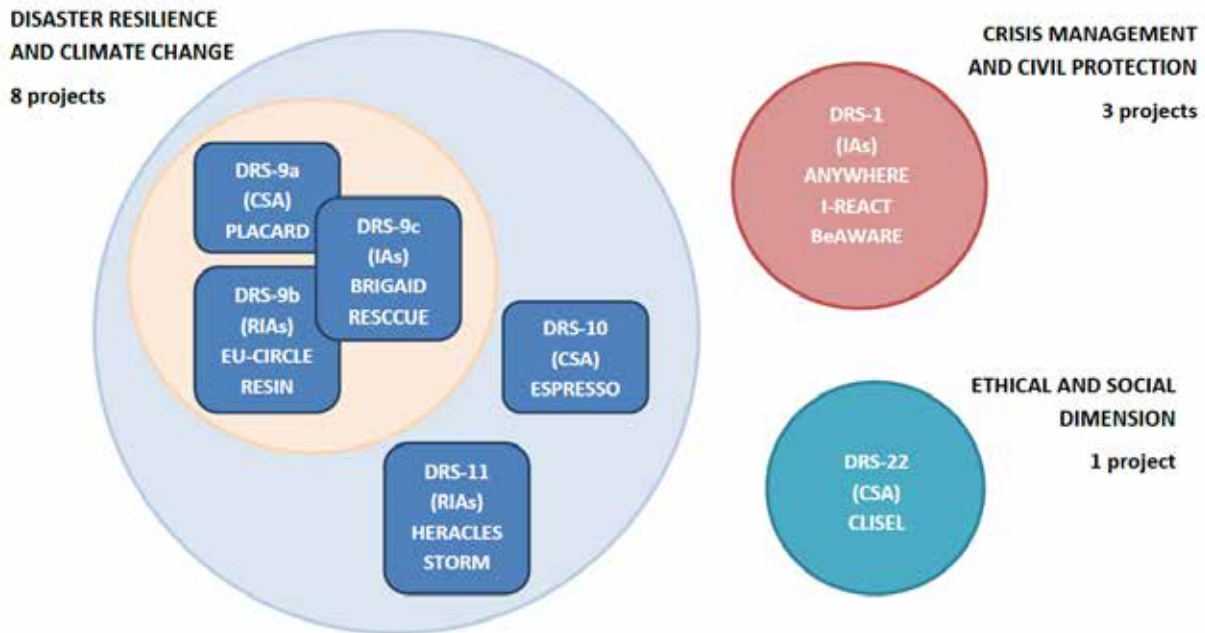 DISASTER RESILIENCE
AND CLIMATE CHANGE
8 projects
DRS-9a
(CSA)
PLACARD
DRS-9c
(IAs)
BRIGAID
RESCCUE
DRS-9b
(RIAs)
EU-CIRCLE
RESIN
DRS-10
(CSA)
ESPRESSO
DRS-11
(RIAs)
HERACLES
STORM
CRISIS MANAGEMENT
AND CIVIL PROTECTION
3 projects
DRS-1
(IAs)
ANYWHERE
I-REACT
BeAWARE
ETHICAL AND SOCIAL
DIMENSION
1 project
DRS-22
(CSA)
CLISEL